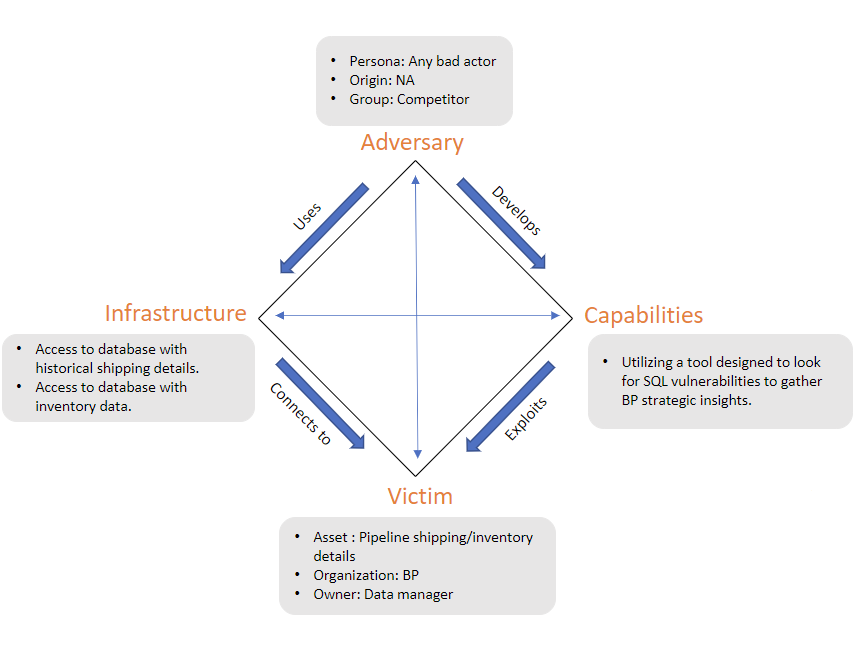 • Persona: Any bad actor
• Origin: NA
• Group: Competitor
Adversary
Uses
Develops
Infrastructure
Capabilities
• Access to database with
historical shipping details.
• Access to database with
inventory data.
• Utilizing a tool designed to look
for SQL vulnerabilities to gather
BP strategic insights.
Connects to
Exploits
Victim
• Asset : Pipeline shipping/inventory
details
• Organization: BP
• Owner: Data manager